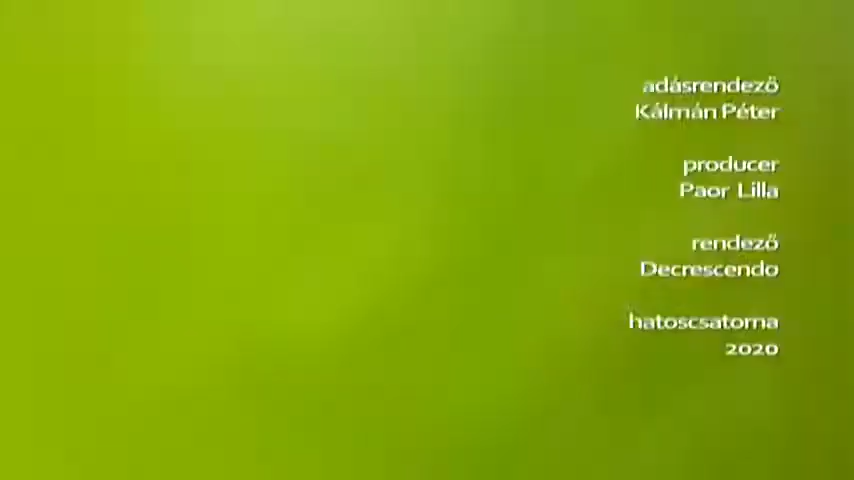 adásrendező
Kálmán Péter
producer
Paor Lilla
rendező
Decrescendo
hatoscsatorna
2020